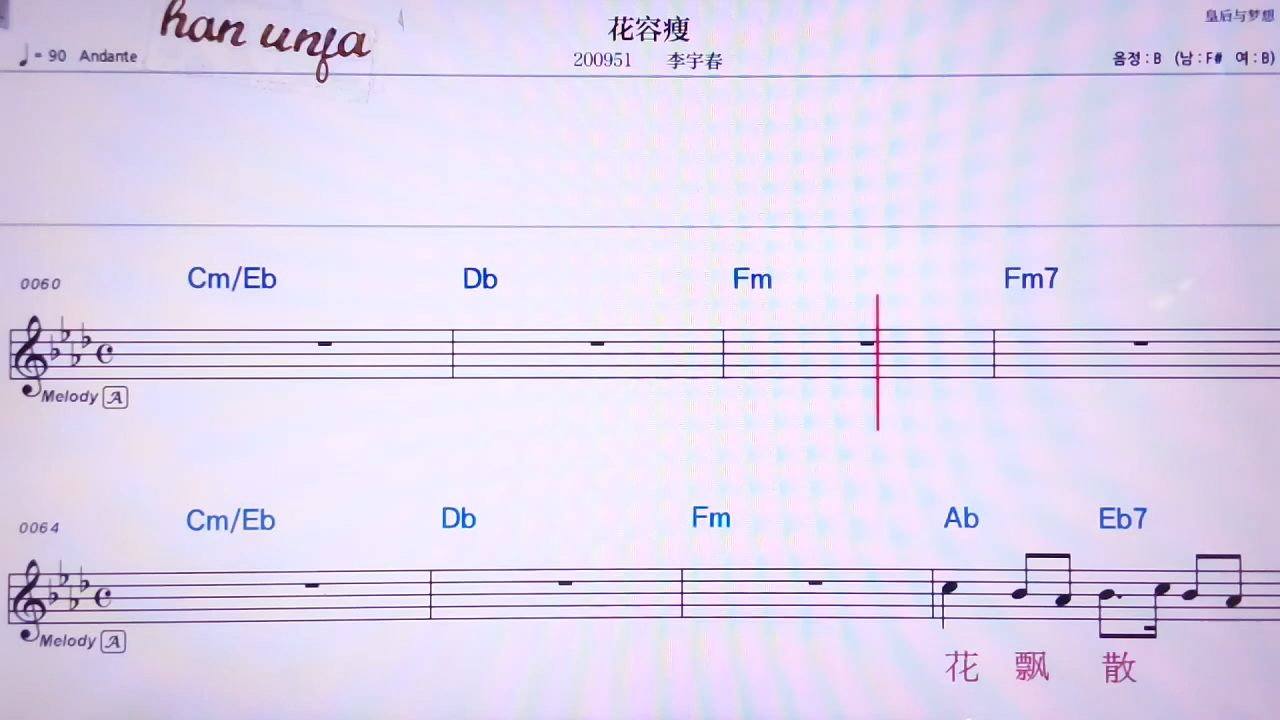 han unfa
花容瘦
皇后与梦想
♩ = 90 Andante
200951 李宇春
음정 : B (남 : F# 여 : B)
0060
Cm/Eb Db Fm Fm7
Melody A
0064
Cm/Eb Db Fm Ab Eb7
Melody A
花 飘 散